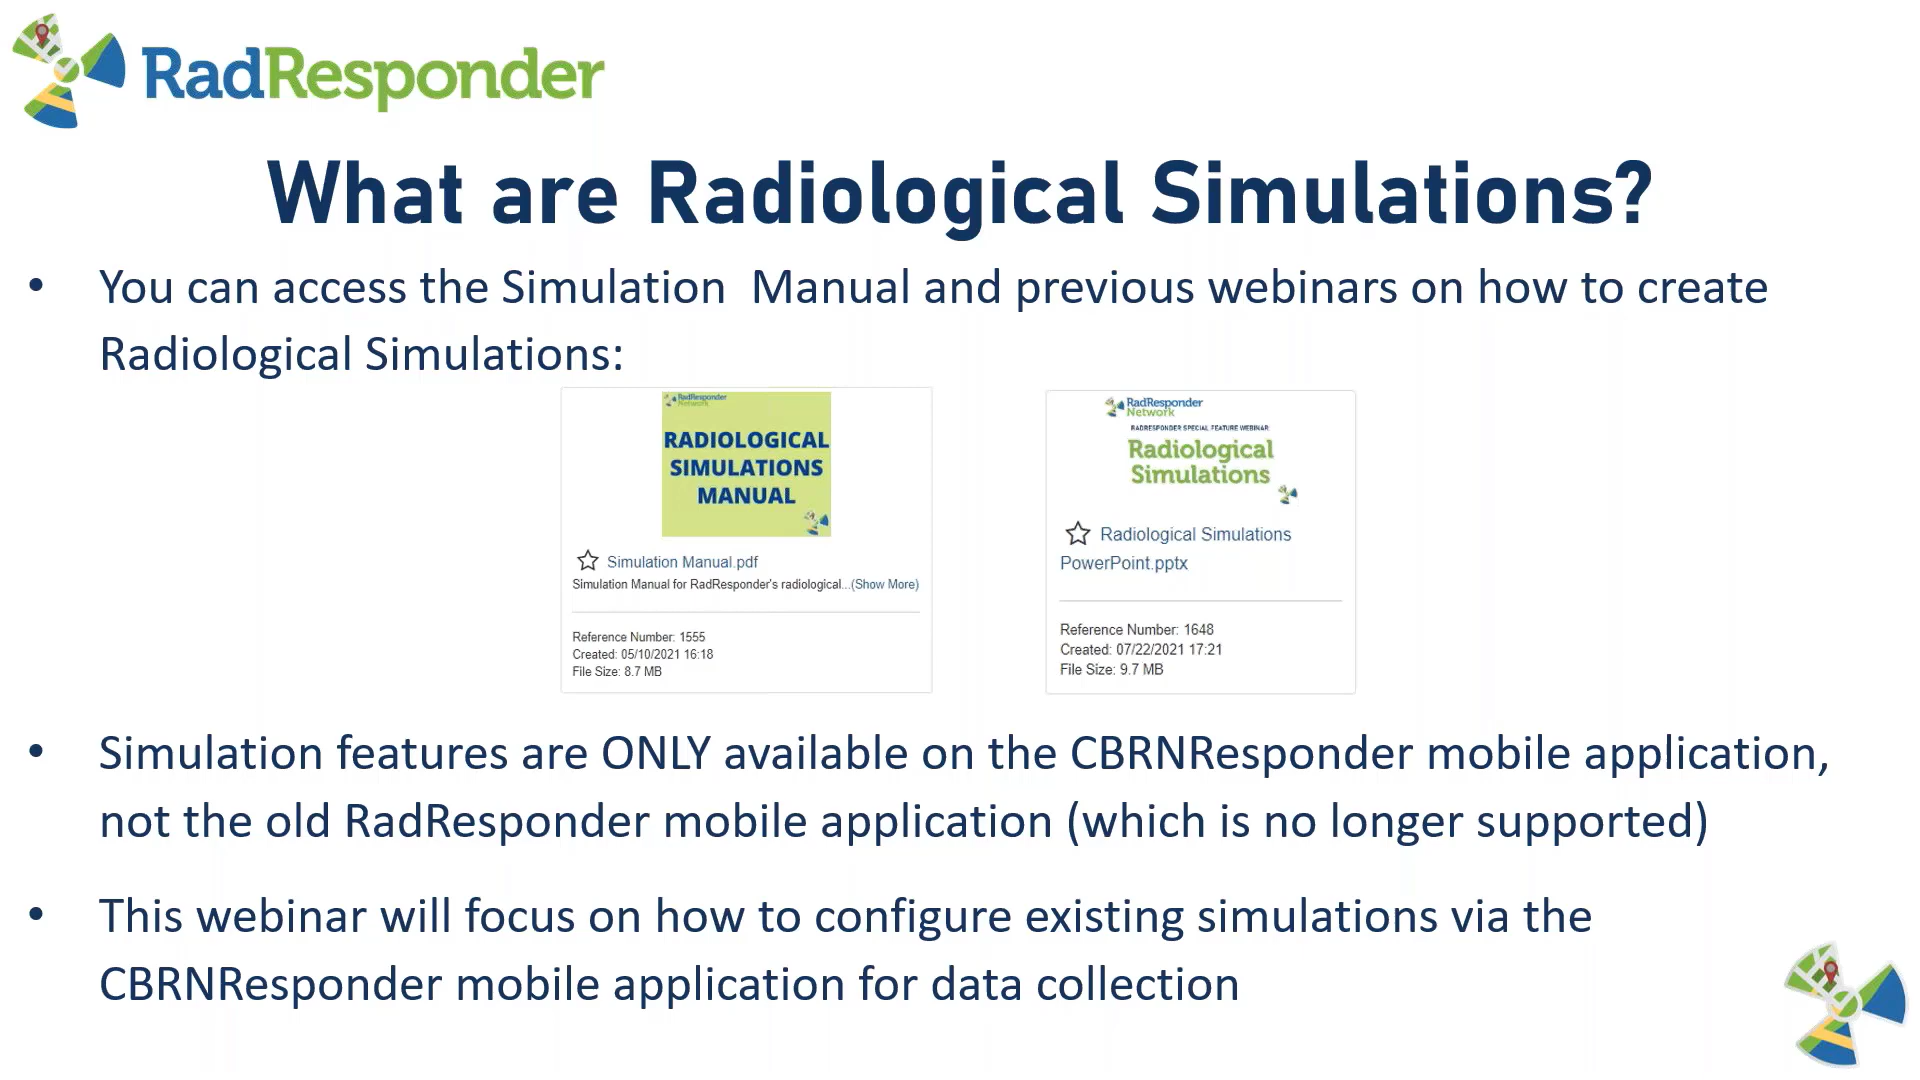 RadResponder
What are Radiological Simulations?
• You can access the Simulation  Manual and previous webinars on how to create
Radiological Simulations:
RadResponder
Network
RADIOLOGICAL
SIMULATIONS
MANUAL
Simulation Manual.pdf
Simulation Manual for RadResponder's radiological...(Show More)
Reference Number: 1555
Created: 05/10/2021 16:18
File Size: 8.7 MB
RadResponder
Network
RADRESPONDER SPECIAL FEATURE WEBINAR:
Radiological
Simulations
Radiological Simulations
PowerPoint.pptx
Reference Number: 1648
Created: 07/22/2021 17:21
File Size: 9.7 MB
• Simulation features are ONLY available on the CBRNResponder mobile application,
not the old RadResponder mobile application (which is no longer supported)
• This webinar will focus on how to configure existing simulations via the
CBRNResponder mobile application for data collection